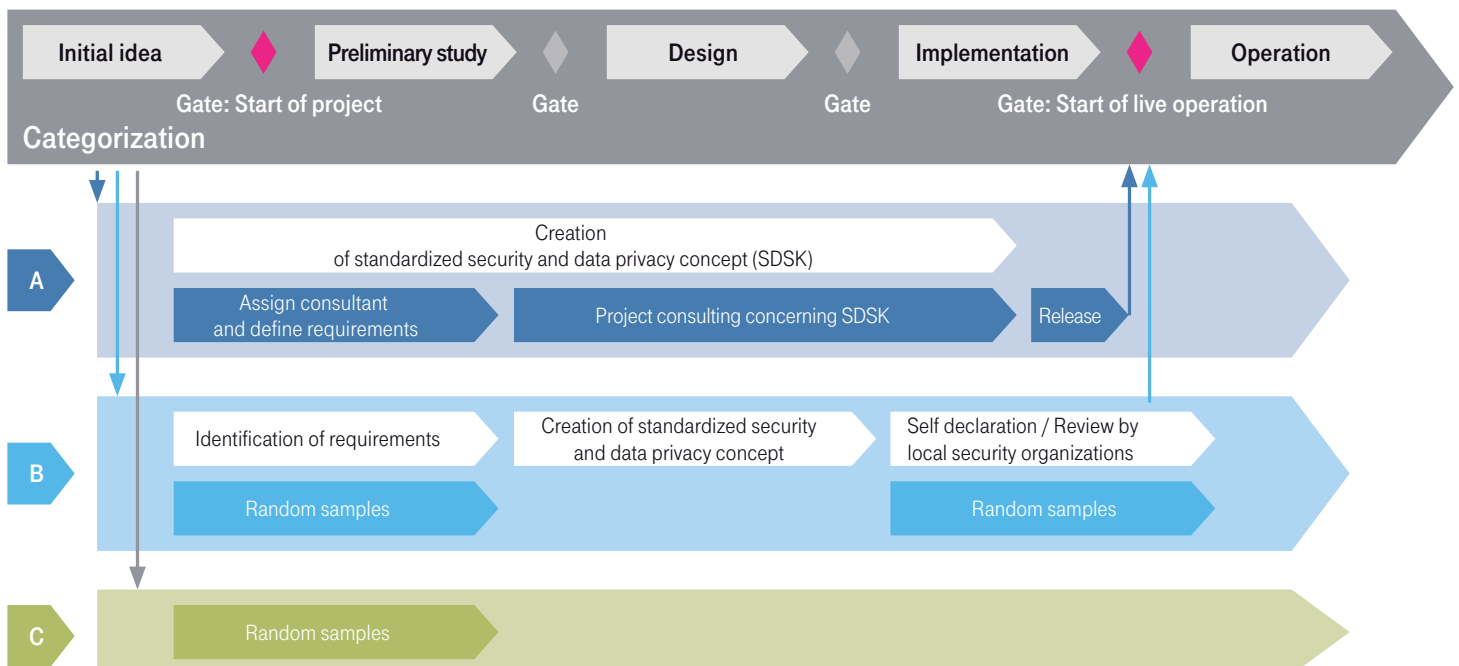 Initial idea
Preliminary study
Design
Implementation
Operation
Gate: Start of project
Gate
Gate
Gate: Start of live operation
Categorization
A
Creation
of standardized security and data privacy concept (SDSK)
Assign consultant
and define requirements
Project consulting concerning SDSK
Release
B
Identification of requirements
Creation of standardized security
and data privacy concept
Self declaration / Review by
local security organizations
Random samples
Random samples
C
Random samples